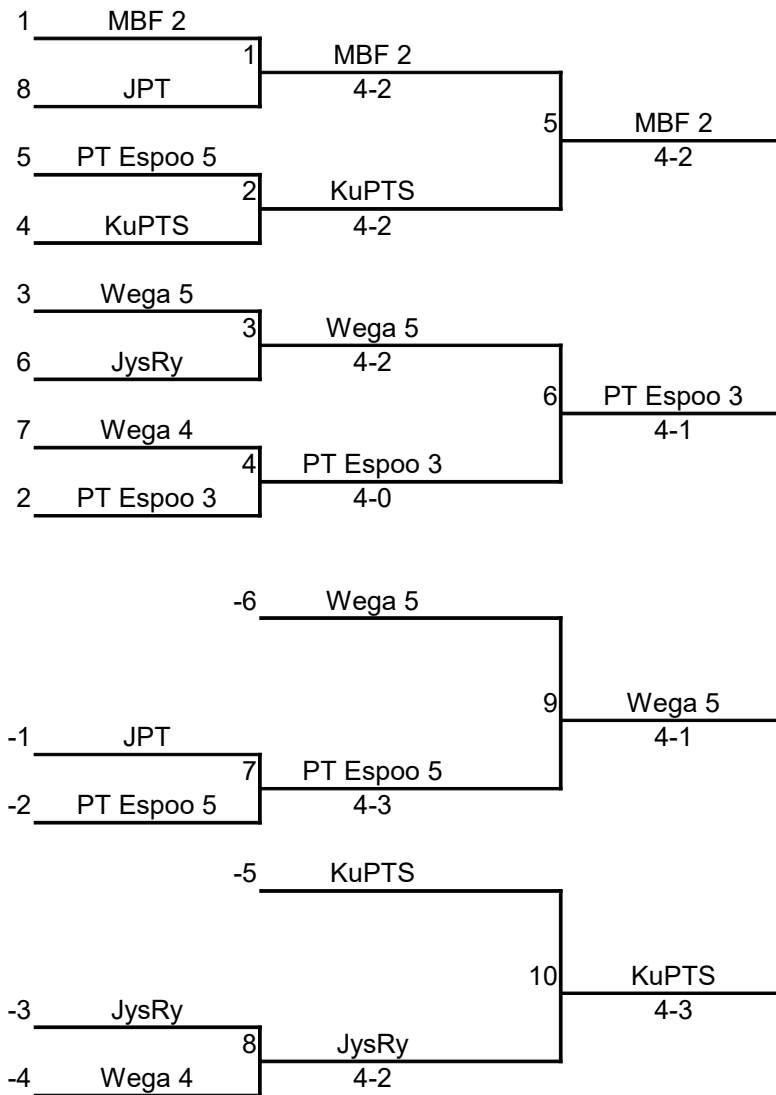 1 MBF 2
1 MBF 2
8 JPT 4-2
5 MBF 2
5 PT Espoo 5 4-2
2 KuPTS
4 KuPTS 4-2
3 Wega 5
3 Wega 5
6 JysRy 4-2
6 PT Espoo 3
7 Wega 4 4-1
4 PT Espoo 3
2 PT Espoo 3 4-0
-6 Wega 5
9 Wega 5
-1 JPT 4-1
7 PT Espoo 5
-2 PT Espoo 5 4-3
-5 KuPTS
10 KuPTS
-3 JysRy 4-3
8 JysRy
-4 Wega 4 4-2